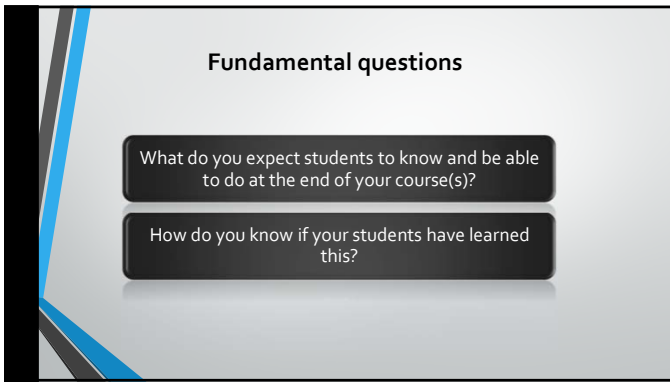 Fundamental questions
What do you expect students to know and be able
to do at the end of your course(s)?
How do you know if your students have learned
this?